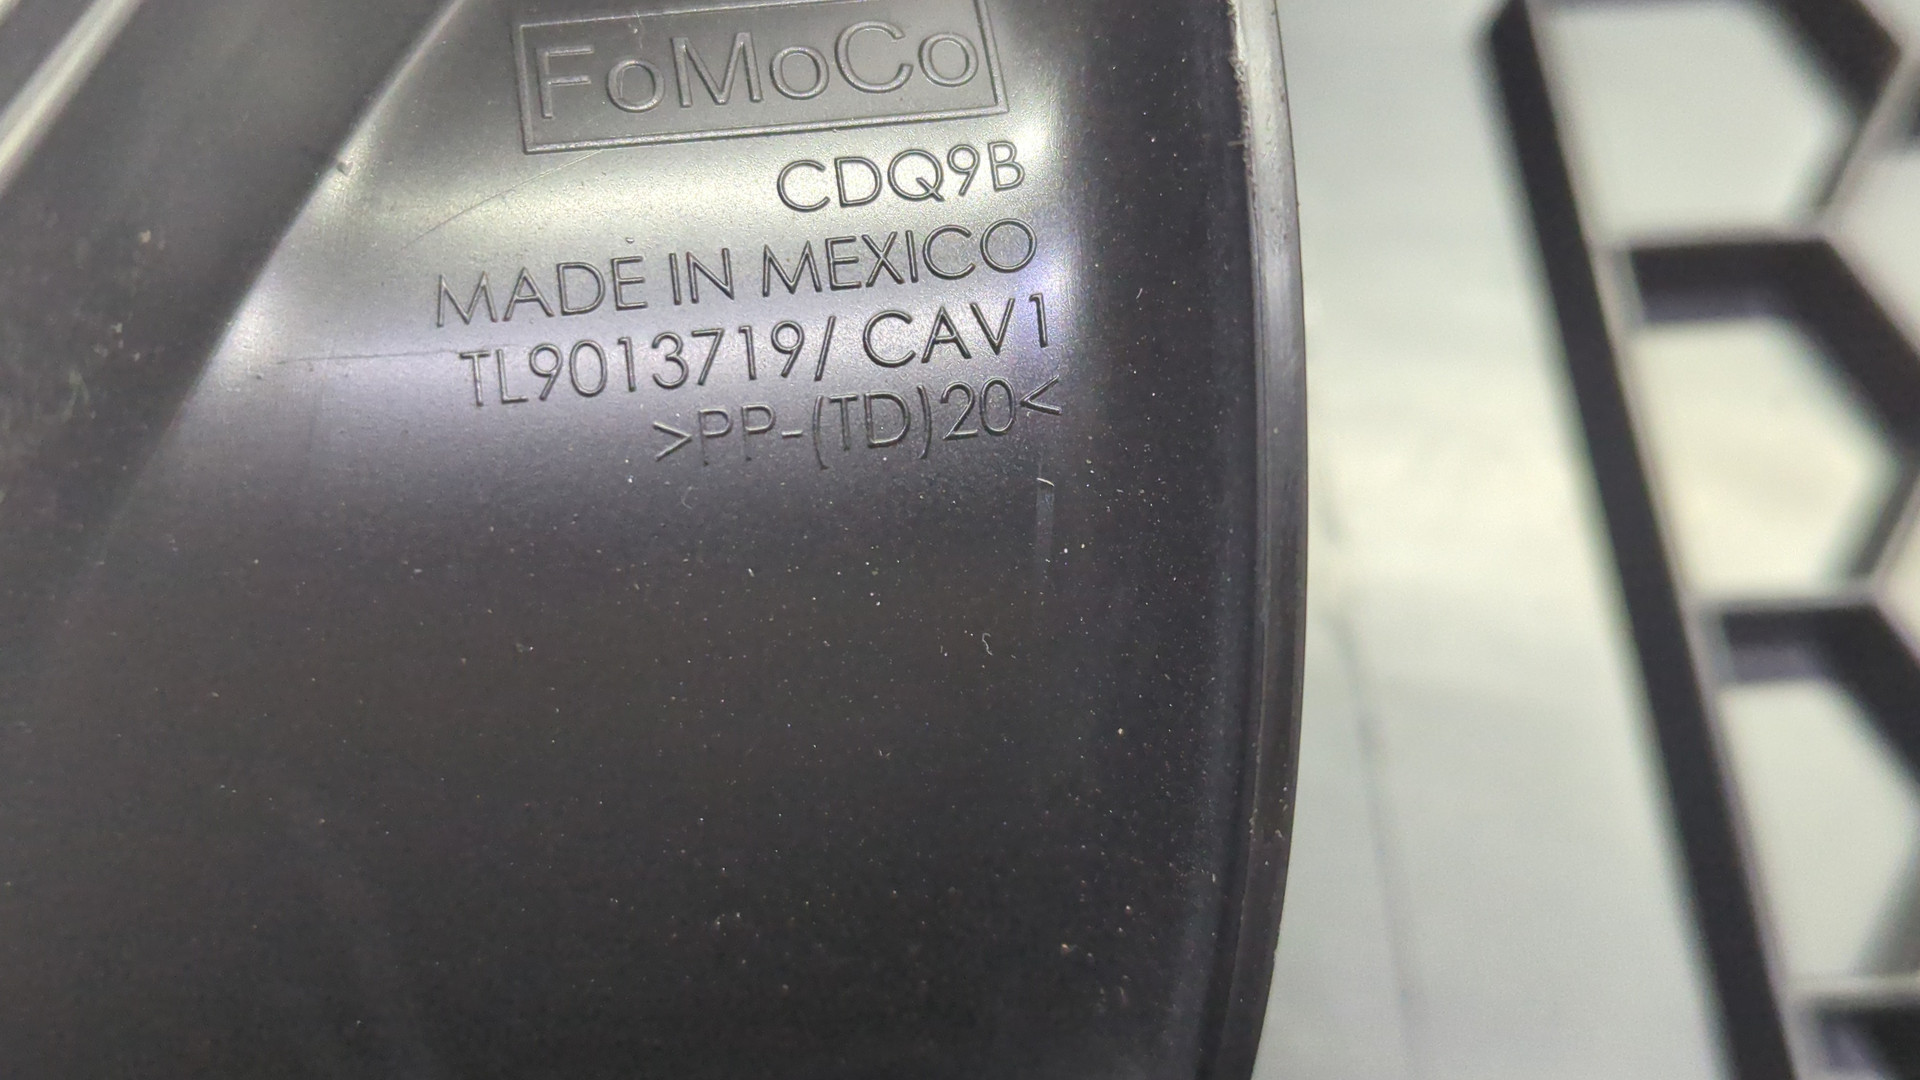 FoMoCo
CDQ9B
MADE IN MEXICO
TL9013719/ CAV1
>PP-(TD)20<